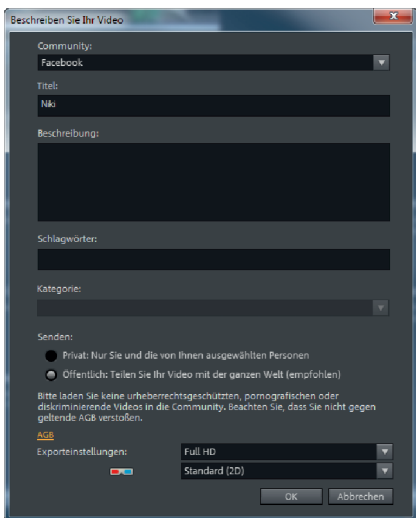 Beschreiben Sie Ihr Video
Community:
Facebook
Titel:
Niki
Beschreibung:
Schlagwörter:
Kategorie:
Senden:
Privat: Nur Sie und die von Ihnen ausgewählten Personen
Öffentlich: Teilen Sie Ihr Video mit der ganzen Welt (empfohlen)
Bitte laden Sie keine urheberrechtsgeschützten, pornografischen oder
diskriminierende Videos in die Community. Beachten Sie, dass Sie nicht gegen
geltende AGB verstoßen.
AGB
Exporteinstellungen:
Full HD
Standard (2D)
OK
Abbrechen